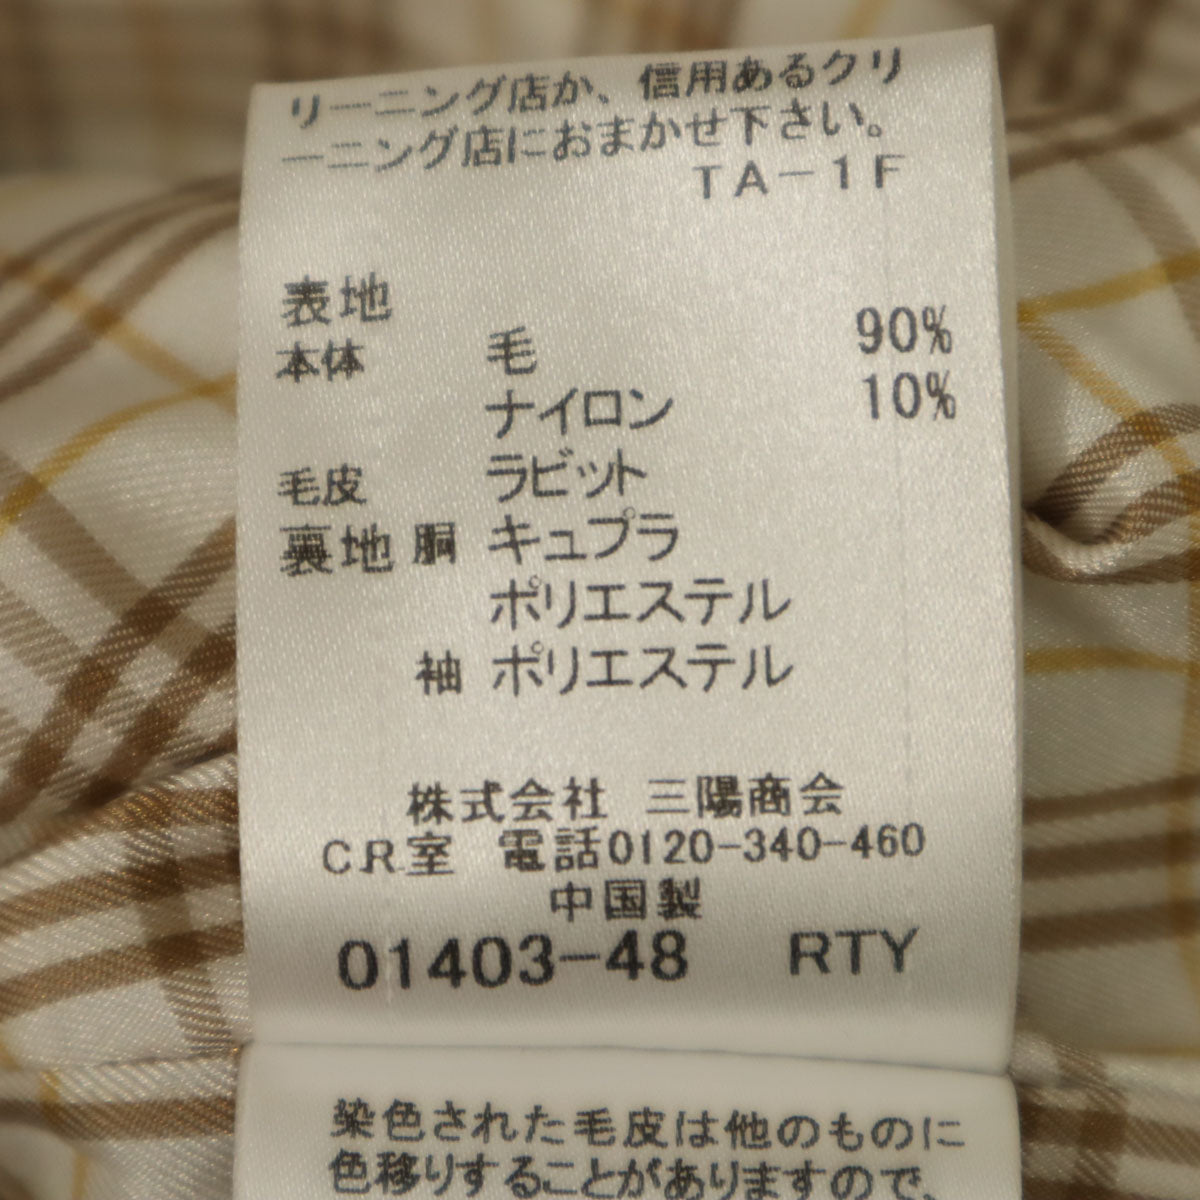 リーニング店か、信用あるクリ
ーニング店におまかせ下さい。
TA-1F
表地
本体 毛 90%
ナイロン 10%
毛皮 ラビット
裏地 胴 キュプラ
ポリエステル
袖 ポリエステル
株式会社 三陽商会
C.R室 電話0120-340-460
中国製
01403-48 RTY
染色された毛皮は他のものに
色移りすることがありますので、